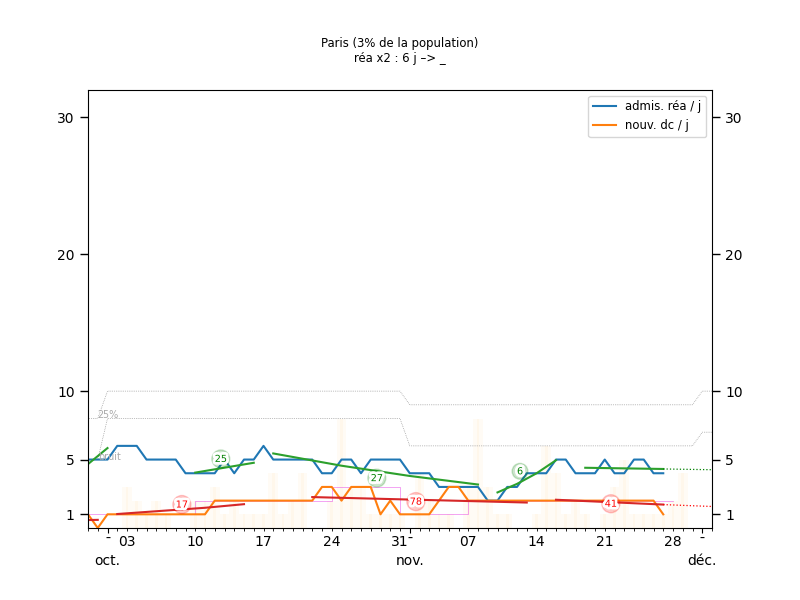 Paris (3% de la population)
réa x2 : 6 j –> _
admis. réa / j
nouv. dc / j
30
30
20
20
10
10
25%
5
5
bruit
25
27
6
17
78
41
1
1
- 03 10 17 24 31 - 07 14 21 28 -
oct. nov. déc.